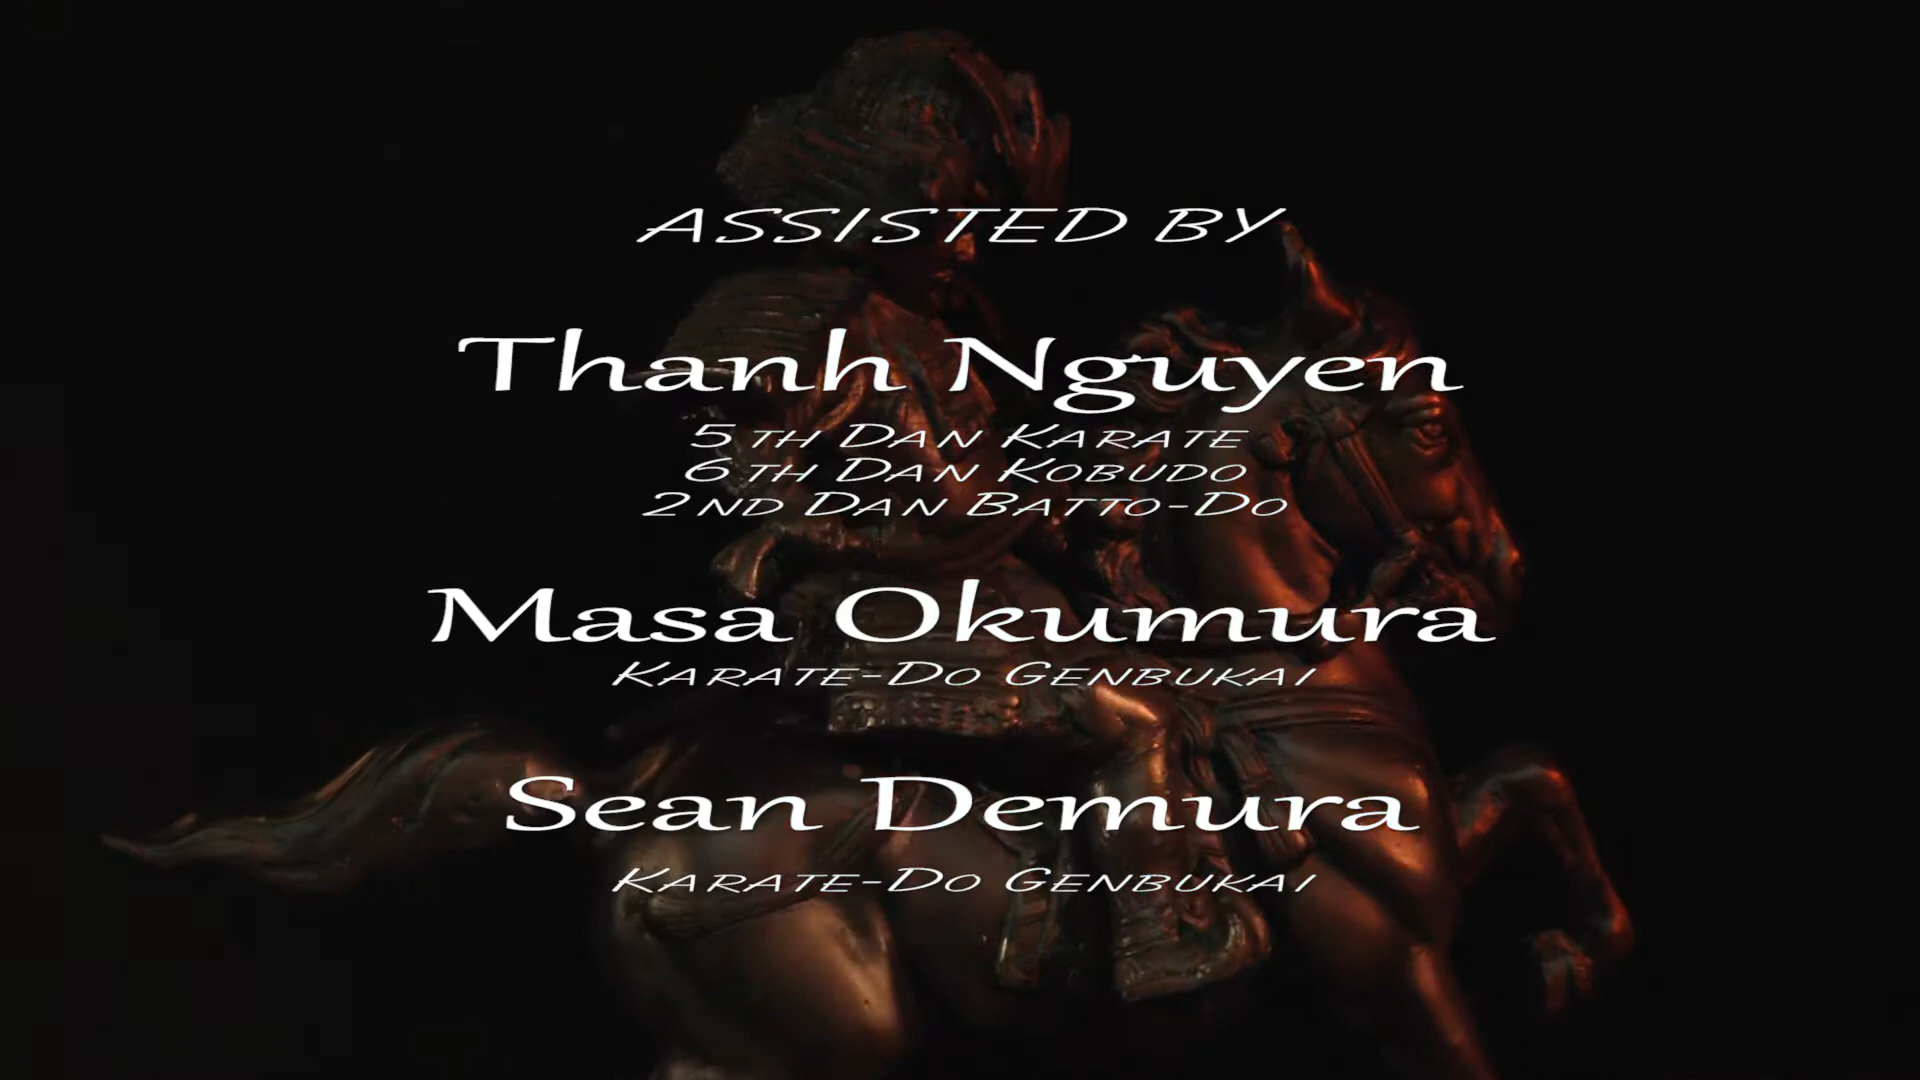 ASSISTED BY
Thanh Nguyen
5TH DAN KARATE
6TH DAN KOBUDO
2ND DAN BATTO-DO
Masa Okumura
KARATE-DO GENBUKAI
Sean Demura
KARATE-DO GENBUKAI